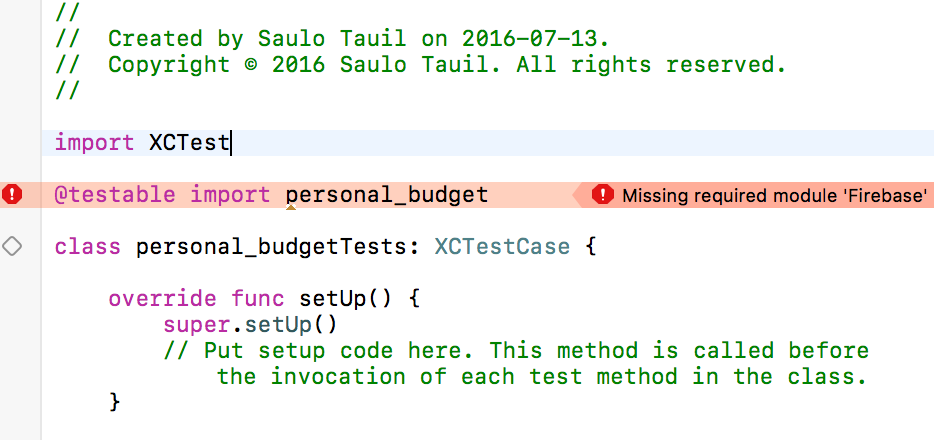 //
//  Created by Saulo Tauil on 2016-07-13.
//  Copyright © 2016 Saulo Tauil. All rights reserved.
//
import XCTest
@testable import personal_budget
Missing required module 'Firebase'
class personal_budgetTests: XCTestCase {
    override func setUp() {
        super.setUp()
        // Put setup code here. This method is called before
            the invocation of each test method in the class.
    }